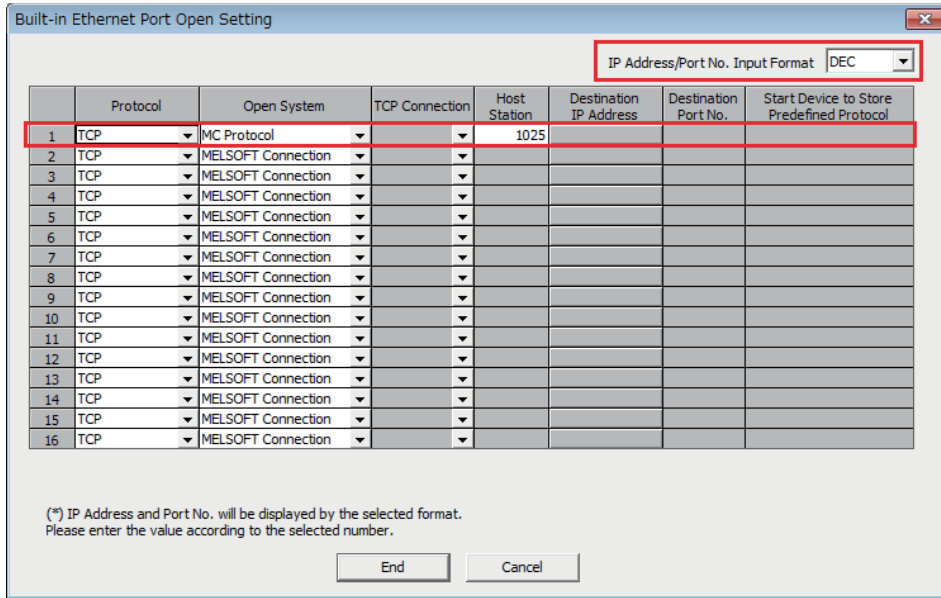 Built-in Ethernet Port Open Setting
IP Address/Port No. Input Format DEC
Protocol Open System TCP Connection Host Station Destination IP Address Destination Port No. Start Device to Store Predefined Protocol
1 TCP MC Protocol 1025
2 TCP MELSOFT Connection
3 TCP MELSOFT Connection
4 TCP MELSOFT Connection
5 TCP MELSOFT Connection
6 TCP MELSOFT Connection
7 TCP MELSOFT Connection
8 TCP MELSOFT Connection
9 TCP MELSOFT Connection
10 TCP MELSOFT Connection
11 TCP MELSOFT Connection
12 TCP MELSOFT Connection
13 TCP MELSOFT Connection
14 TCP MELSOFT Connection
15 TCP MELSOFT Connection
16 TCP MELSOFT Connection
(*) IP Address and Port No. will be displayed by the selected format.
Please enter the value according to the selected number.
End Cancel